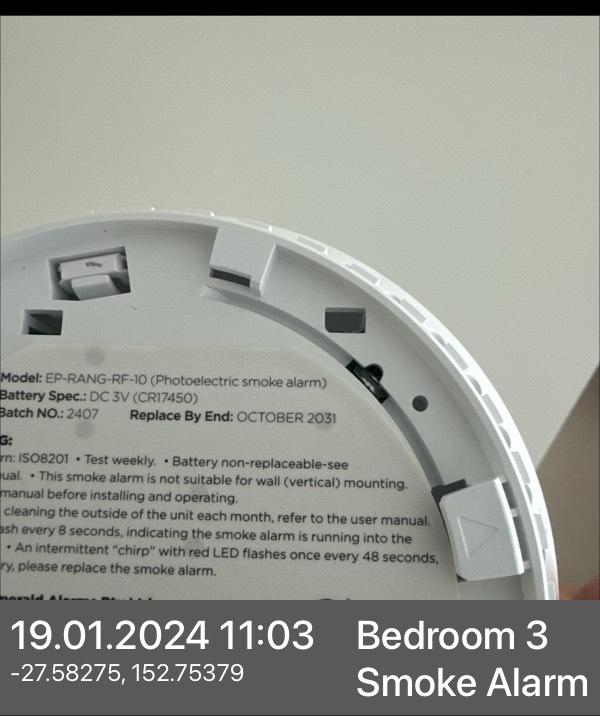 Model: EP-RANG-RF-10 (Photoelectric smoke alarm)
Battery Spec.: DC 3V (CR17450)
Batch NO.: 2407 Replace By End: OCTOBER 2031
G:
rn: ISO8201 • Test weekly. • Battery non-replaceable-see
ual. • This smoke alarm is not suitable for wall (vertical) mounting.
manual before installing and operating.
cleaning the outside of the unit each month, refer to the user manual.
ash every 8 seconds, indicating the smoke alarm is running into the
• An intermittent "chirp" with red LED flashes once every 48 seconds,
ry, please replace the smoke alarm.
19.01.2024 11:03
-27.58275, 152.75379
Bedroom 3
Smoke Alarm